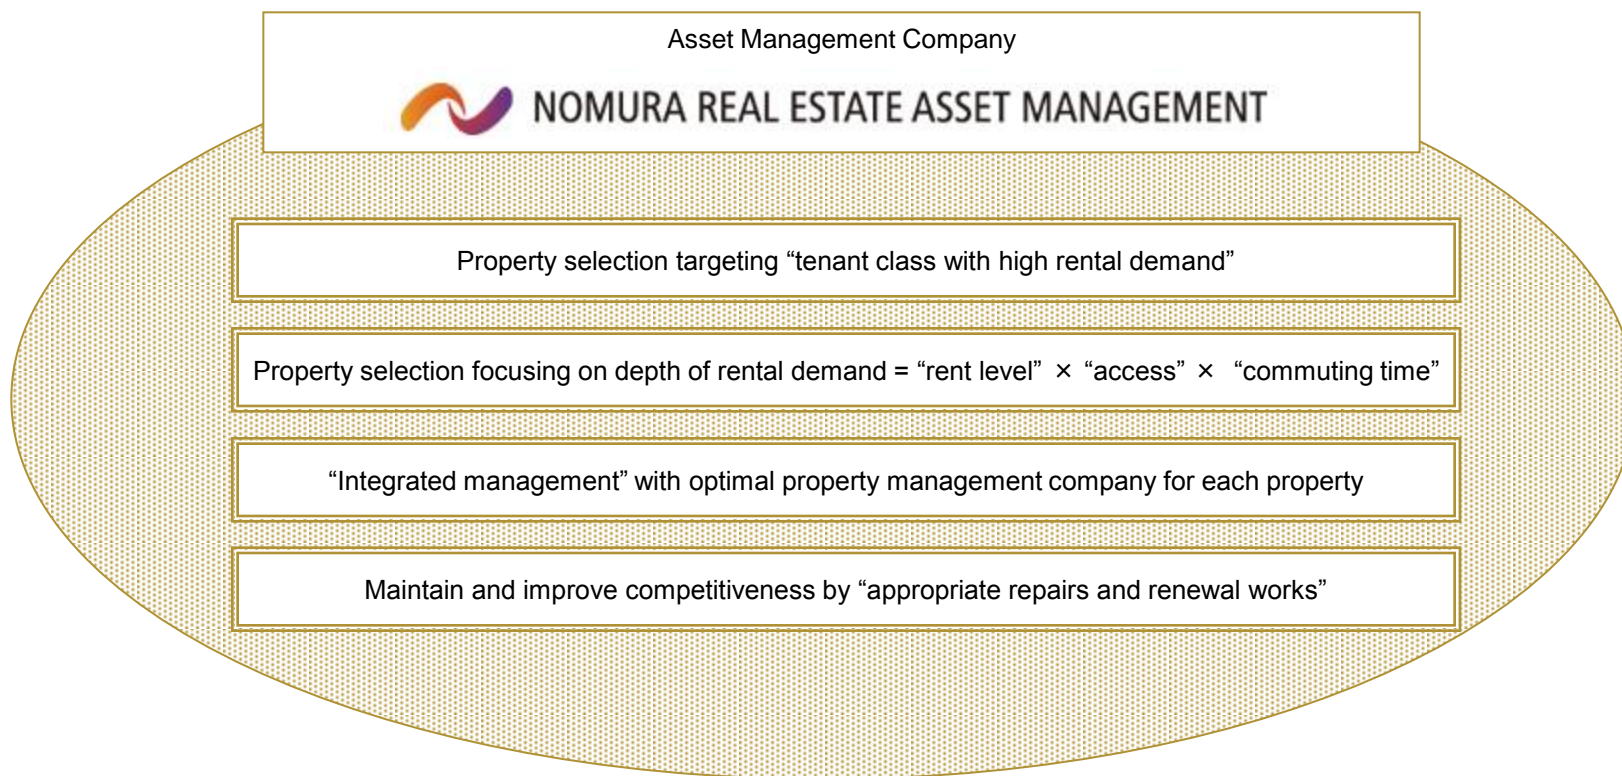 Asset Management Company
NOMURA REAL ESTATE ASSET MANAGEMENT
Property selection targeting “tenant class with high rental demand”
Property selection focusing on depth of rental demand = “rent level” × “access” × “commuting time”
“Integrated management” with optimal property management company for each property
Maintain and improve competitiveness by “appropriate repairs and renewal works”